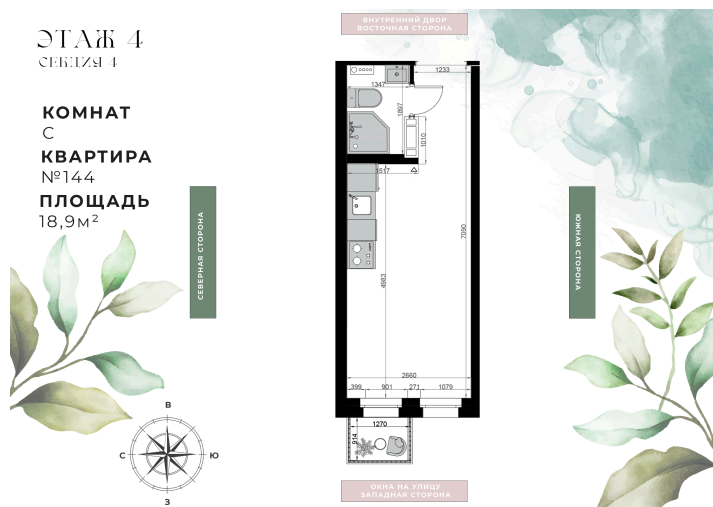 ЭТАЖ 4
СЕКЦИЯ 4
КОМНАТ
С
КВАРТИРА
№144
ПЛОЩАДЬ
18,9м²
ВНУТРЕННИЙ ДВОР
ВОСТОЧНАЯ СТОРОНА
СЕВЕРНАЯ СТОРОНА
ЮЖНАЯ СТОРОНА
1233
1347
1897
1010
1517
7090
4983
2660
399
901
271
1079
1270
914
В
С
Ю
З
ОКНА НА УЛИЦУ
ЗАПАДНАЯ СТОРОНА